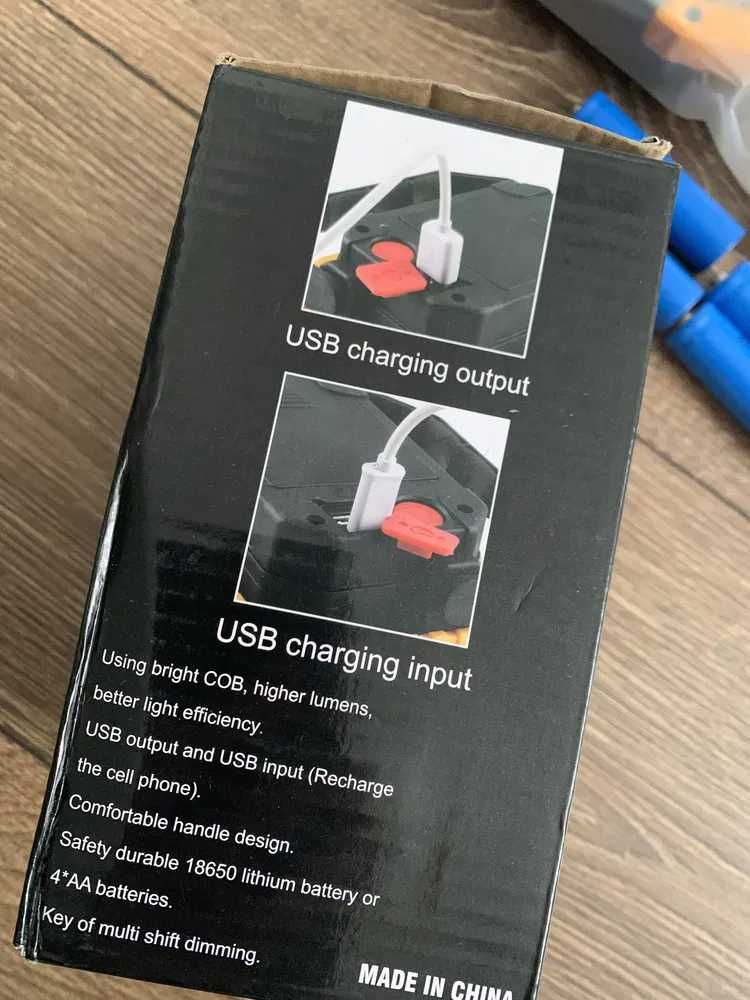 USB charging output
USB charging input
Using bright COB, higher lumens,
better light efficiency.
USB output and USB input (Recharge
the cell phone).
Comfortable handle design.
Safety durable 18650 lithium battery or
4*AA batteries.
Key of multi shift dimming.
MADE IN CHINA